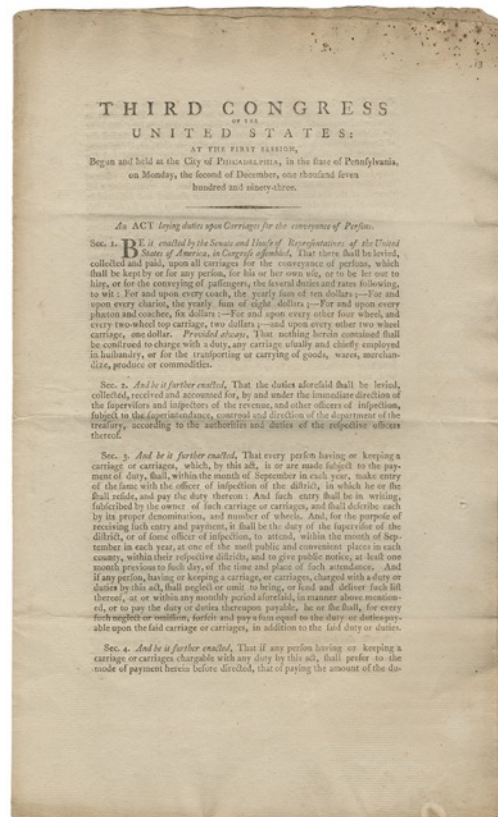 THIRD CONGRESS
OF THE
UNITED STATES:
AT THE FIRST SESSION,
Begun and held at the City of PHILADELPHIA, in the ſtate of Pennſylvania,
on Monday, the ſecond of December, one thouſand ſeven
hundred and ninety-three.
An ACT laying duties upon Carriages for the conveyance of Perſons.
Sec. 1. BE it enacted by the Senate and Houſe of Repreſentatives of the United
States of America, in Congreſs aſſembled, That there ſhall be levied,
collected and paid, upon all carriages for the conveyance of perſons, which
ſhall be kept by or for any perſon, for his or her own uſe, or to be let out to
hire, or for the conveying of paſſengers, the ſeveral duties and rates following,
to wit: For and upon every coach, the yearly ſum of ten dollars;—For and
upon every chariot, the yearly ſum of eight dollars;—For and upon every
phæton and coachee, ſix dollars:—For and upon every other four wheel, and
every two-wheel top carriage, two dollars;—and upon every other two wheel
carriage, one dollar. Provided always, That nothing herein contained ſhall
be conſtrued to charge with a duty, any carriage uſually and chiefly employed
in huſbandry, or for the tranſporting or carrying of goods, wares, merchan-
dize, produce or commodities.
Sec. 2. And be it further enacted, That the duties aforeſaid ſhall be levied,
collected, received and accounted for, by and under the immediate direction of
the ſuperviſors and inſpectors of the revenue, and other officers of inſpection,
ſubject to the ſuperintendance, controul and direction of the department of the
treaſury, according to the authorities and duties of the reſpective officers
thereof.
Sec. 3. And be it further enacted, That every perſon having or keeping a
carriage or carriages, which, by this act, is or are made ſubject to the pay-
ment of duty, ſhall, within the month of September in each year, make entry
of the ſame with the officer of inſpection of the diſtrict, in which he or ſhe
ſhall reſide, and pay the duty thereon: And ſuch entry ſhall be in writing,
ſubſcribed by the owner of ſuch carriage or carriages, and ſhall deſcribe each
by its proper denomination, and number of wheels. And, for the purpoſe of
receiving ſuch entry and payment, it ſhall be the duty of the ſuperviſor of the
diſtrict, or of ſome officer of inſpection, to attend, within the month of Sep-
tember in each year, at one of the moſt public and convenient places in each
county, within their reſpective diſtricts, and to give public notice, at leaſt one
month previous to ſuch day, of the time and place of ſuch attendance. And
if any perſon, having or keeping a carriage, or carriages, charged with a duty or
duties by this act, ſhall neglect or omit to bring, or ſend and deliver ſuch liſt
thereof, at or within any monthly period aforeſaid, in manner above mention-
ed, or to pay the duty or duties thereupon payable, he or ſhe ſhall, for every
ſuch neglect or omiſſion, forfeit and pay a ſum equal to the duty or duties pay-
able upon the ſaid carriage or carriages, in addition to the ſaid duty or duties.
Sec. 4. And be it further enacted, That if any perſon having or keeping a
carriage or carriages chargable with any duty by this act, ſhall prefer to the
mode of payment herein before directed, that of paying the amount of the du-